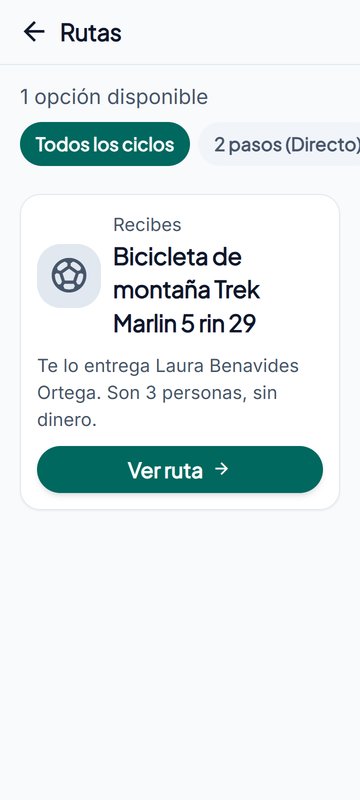 Rutas
1 opción disponible
Todos los ciclos
2 pasos (Directo)
Recibes
Bicicleta de
montaña Trek
Marlin 5 rin 29
Te lo entrega Laura Benavides
Ortega. Son 3 personas, sin
dinero.
Ver ruta →